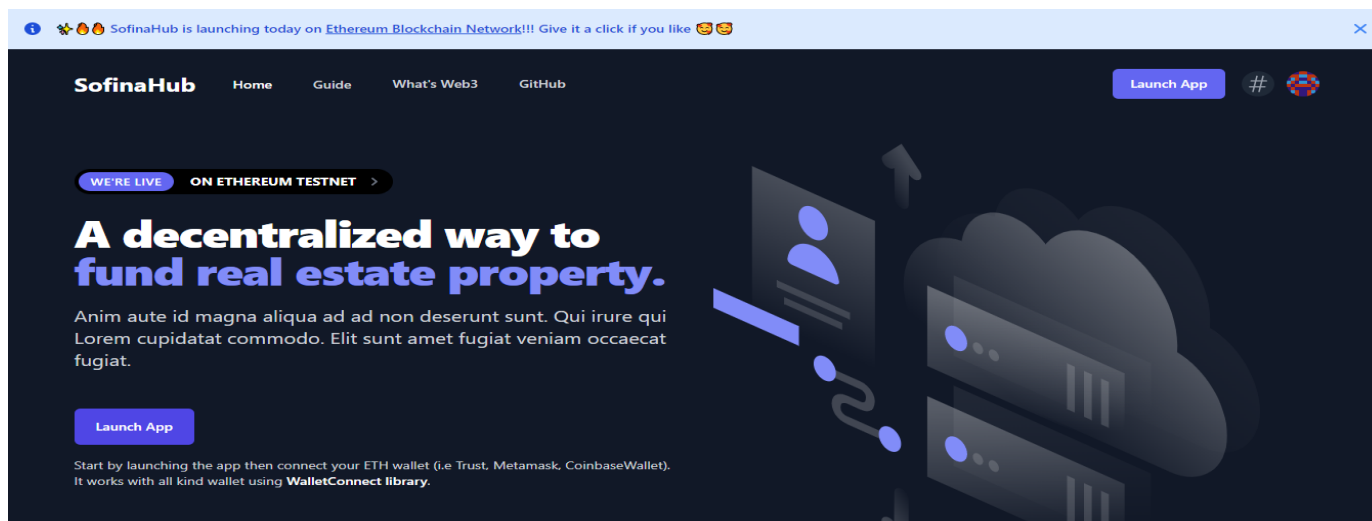 ✨🔥🔥 SofinaHub is launching today on Ethereum Blockchain Network!!! Give it a click if you like 🥰🥰
SofinaHub Home Guide What's Web3 GitHub Launch App #
WE'RE LIVE ON ETHEREUM TESTNET >
A decentralized way to
fund real estate property.
Anim aute id magna aliqua ad ad non deserunt sunt. Qui irure qui
Lorem cupidatat commodo. Elit sunt amet fugiat veniam occaecat
fugiat.
Launch App
Start by launching the app then connect your ETH wallet (i.e Trust, Metamask, CoinbaseWallet).
It works with all kind wallet using WalletConnect library.